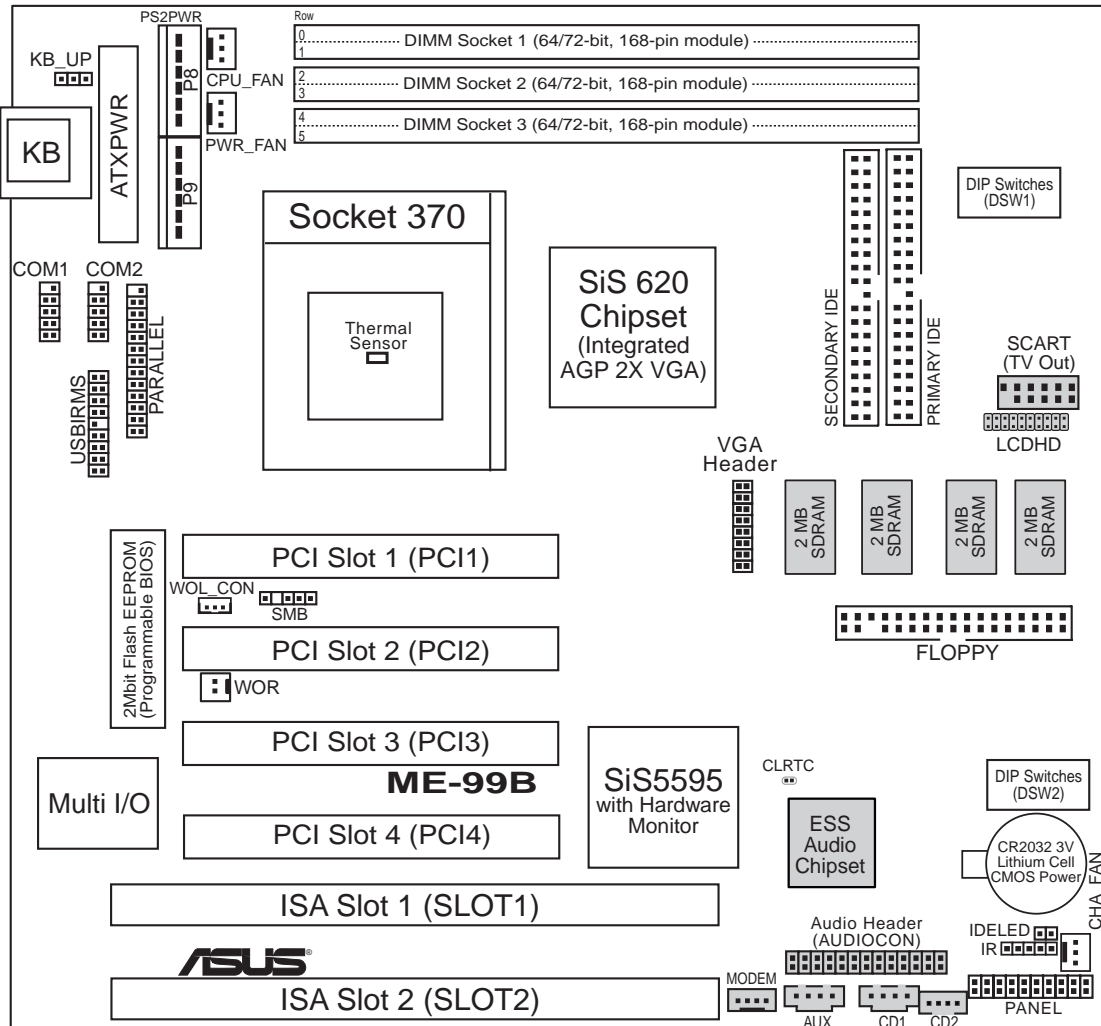 PS2PWR
Row
0
1
DIMM Socket 1 (64/72-bit, 168-pin module)
2
3
DIMM Socket 2 (64/72-bit, 168-pin module)
4
5
DIMM Socket 3 (64/72-bit, 168-pin module)
KB_UP
P8
CPU_FAN
PWR_FAN
KB
ATXPWR
P9
Socket 370
Thermal
Sensor
SiS 620
Chipset
(Integrated
AGP 2X VGA)
SECONDARY IDE
PRIMARY IDE
DIP Switches
(DSW1)
COM1
COM2
PARALLEL
USBIRMS
SCART
(TV Out)
LCDHD
VGA
Header
2 MB
SDRAM
2 MB
SDRAM
2 MB
SDRAM
2 MB
SDRAM
FLOPPY
2Mbit Flash EEPROM
(Programmable BIOS)
PCI Slot 1 (PCI1)
WOL_CON
SMB
PCI Slot 2 (PCI2)
WOR
PCI Slot 3 (PCI3)
ME-99B
Multi I/O
PCI Slot 4 (PCI4)
SiS5595
with Hardware
Monitor
CLRTC
ESS
Audio
Chipset
DIP Switches
(DSW2)
CR2032 3V
Lithium Cell
CMOS Power
CHA_FAN
ISA Slot 1 (SLOT1)
Audio Header
(AUDIOCON)
IDELED
IR
ASUS®
ISA Slot 2 (SLOT2)
MODEM
AUX
CD1
CD2
PANEL